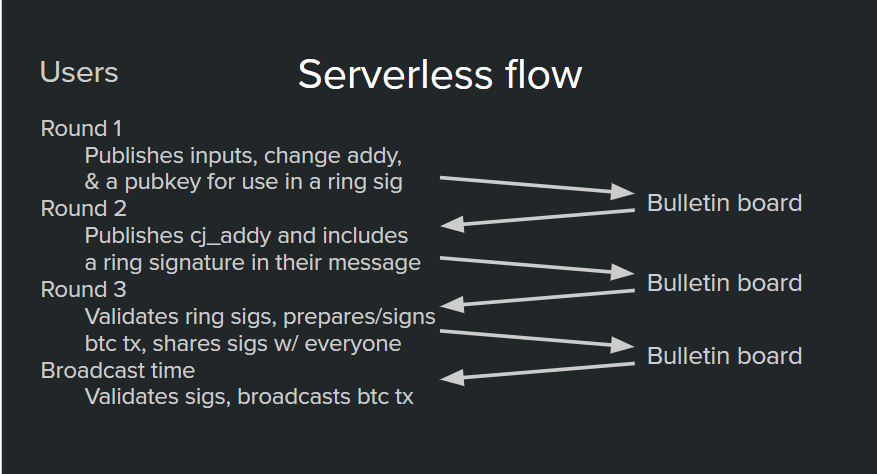 Users
Serverless flow
Round 1
Publishes inputs, change addy,
& a pubkey for use in a ring sig
Bulletin board
Round 2
Publishes cj_addy and includes
a ring signature in their message
Bulletin board
Round 3
Validates ring sigs, prepares/signs
btc tx, shares sigs w/ everyone
Bulletin board
Broadcast time
Validates sigs, broadcasts btc tx